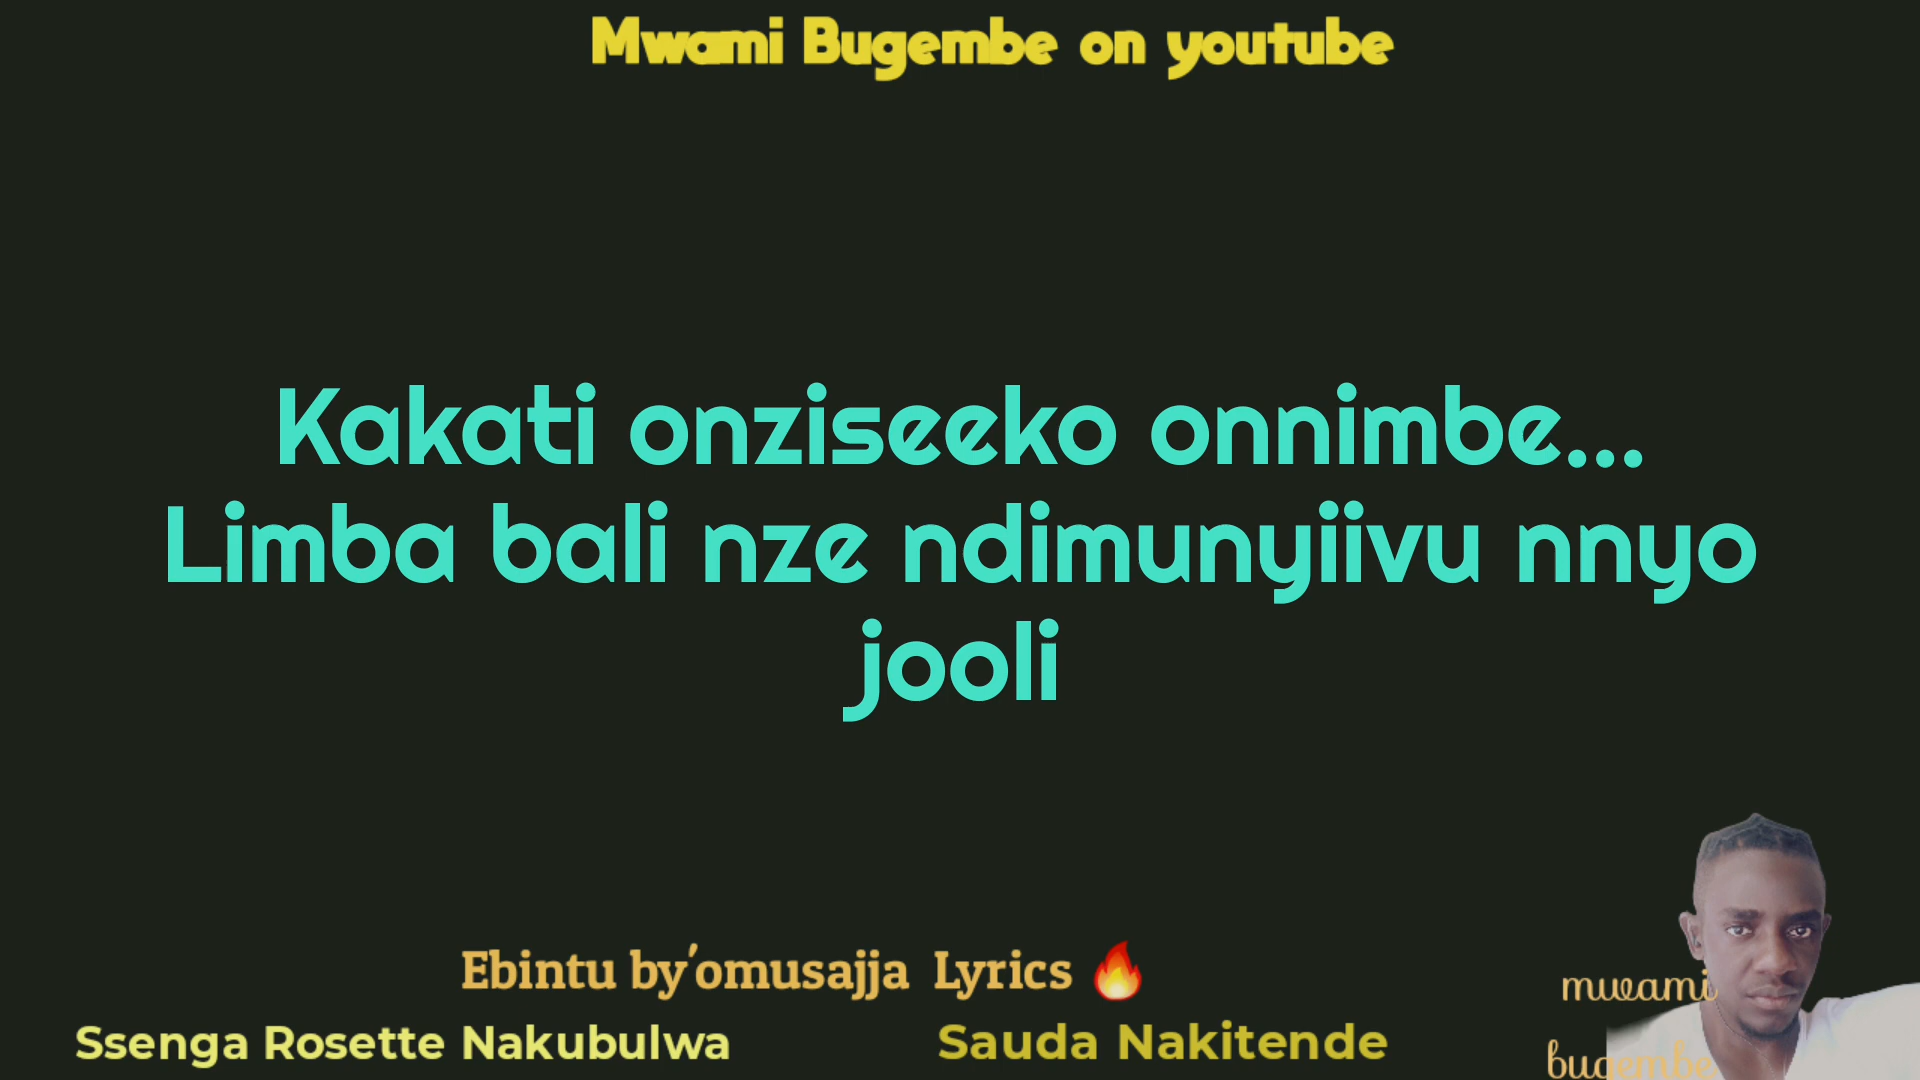 Mwami Bugembe on youtube
Kakati onziseeko onnimbe...
Limba bali nze ndimunyiivu nnyo
jooli
Ebintu by'omusajja Lyrics 🔥
Ssenga Rosette Nakubulwa
Sauda Nakitende
mwami
bugembe